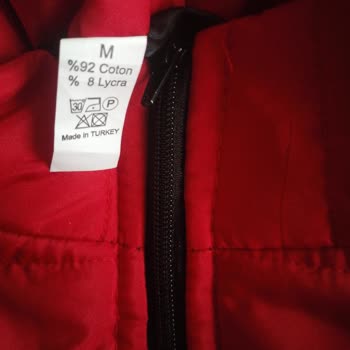 M
%92 Coton
% 8 Lycra
30 P
Made in TURKEY